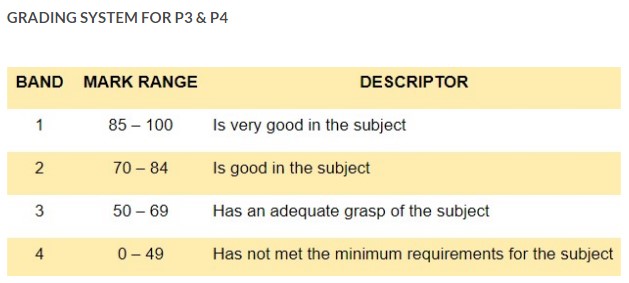 GRADING SYSTEM FOR P3 & P4
BAND MARK RANGE DESCRIPTOR
1 85 – 100 Is very good in the subject
2 70 – 84 Is good in the subject
3 50 – 69 Has an adequate grasp of the subject
4 0 – 49 Has not met the minimum requirements for the subject